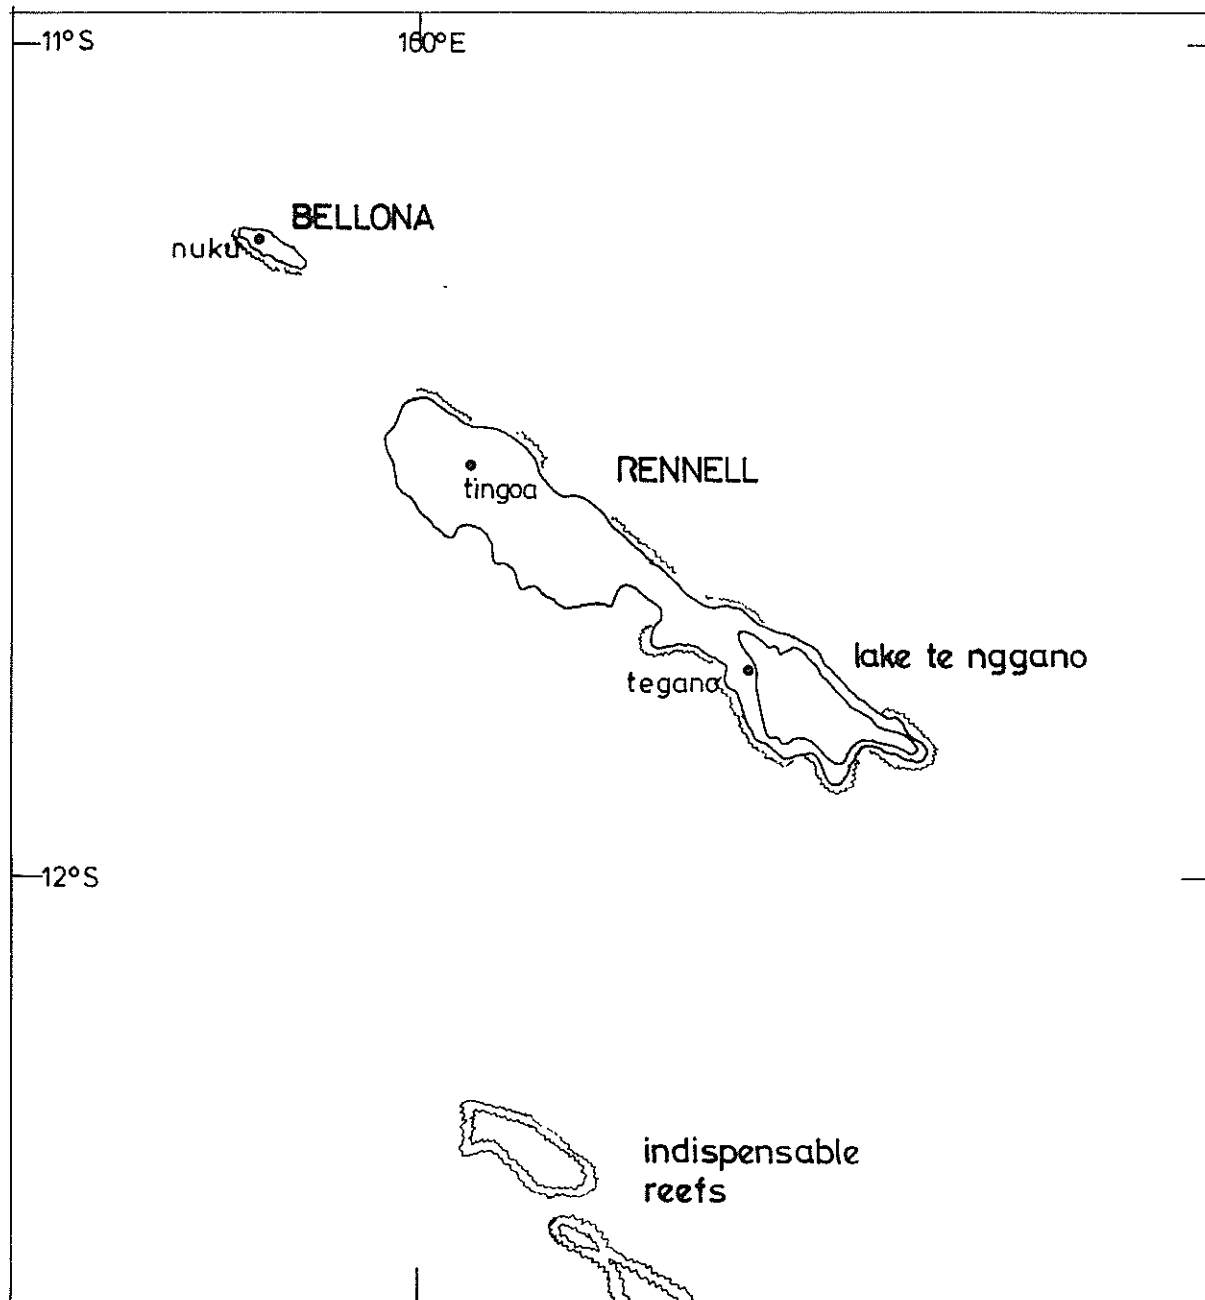 11°S
160°E
BELLONA
nuku
RENNELL
tingoa
lake te nggano
tegano
12°S
indispensable
reefs